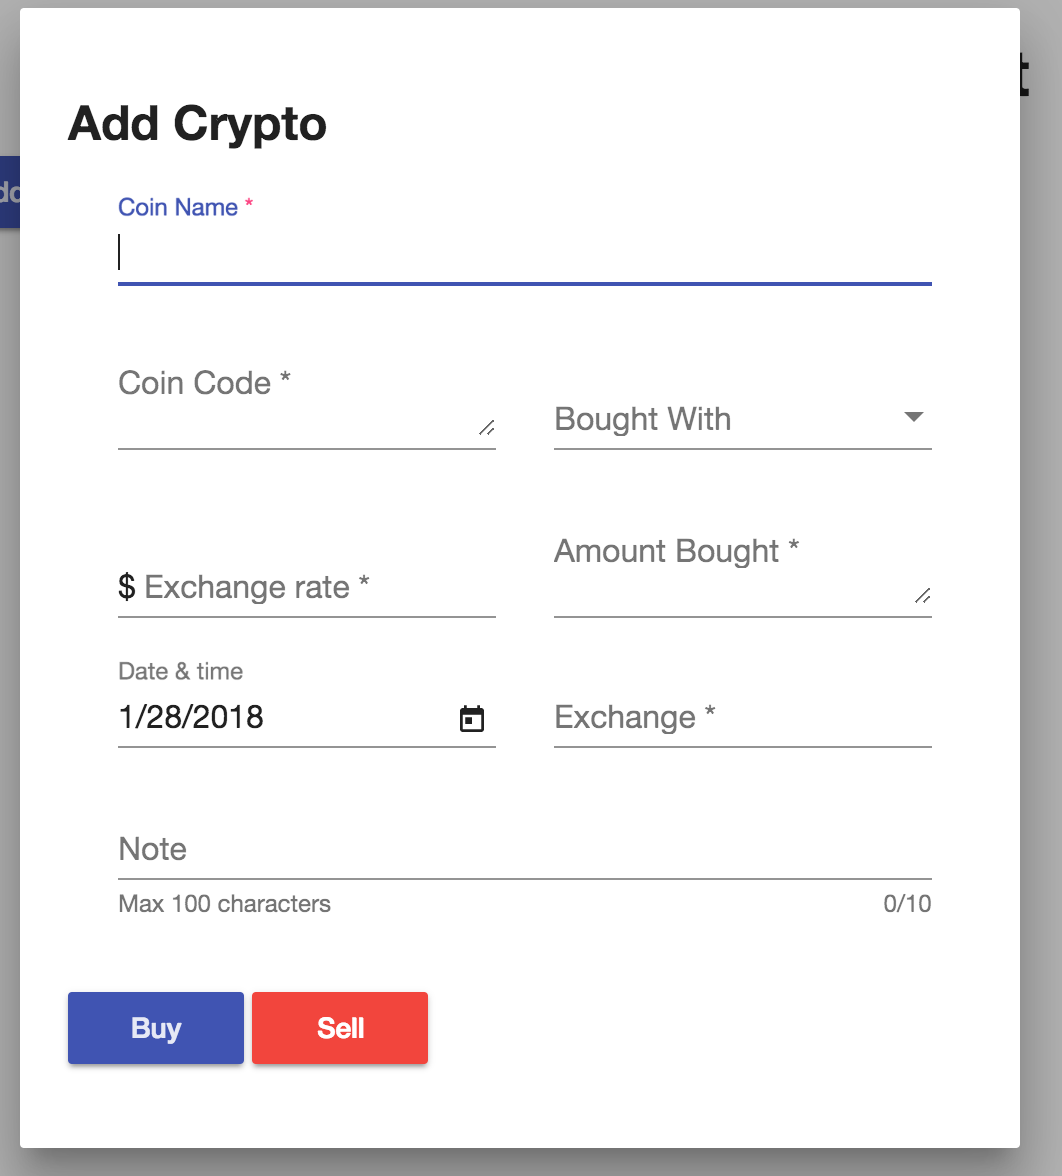 Add Crypto
Coin Name *
Coin Code *
Bought With
$ Exchange rate *
Amount Bought *
Date & time
1/28/2018
Exchange *
Note
Max 100 characters
0/10
Buy
Sell